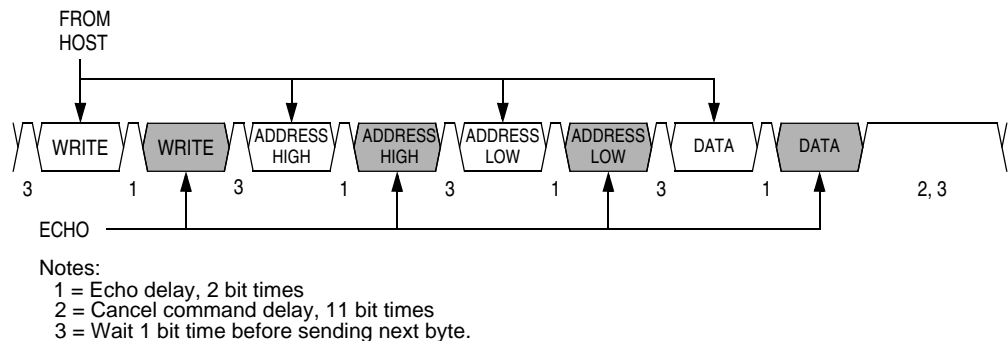 FROM
HOST
WRITE WRITE ADDRESS HIGH ADDRESS HIGH ADDRESS LOW ADDRESS LOW DATA DATA
3 1 3 1 3 1 3 1 2, 3
ECHO
Notes:
1 = Echo delay, 2 bit times
2 = Cancel command delay, 11 bit times
3 = Wait 1 bit time before sending next byte.